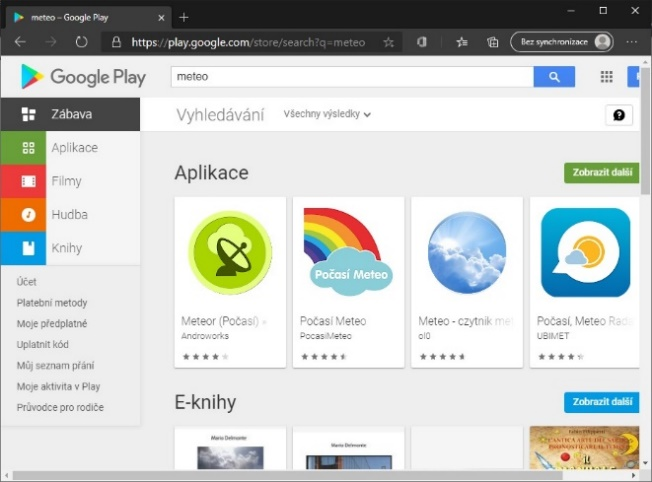 meteo – Google Play
https://play.google.com/store/search?q=meteo
Bez synchronizace
Google Play
meteo
Zábava
Vyhledávání
Všechny výsledky
Aplikace
Filmy
Hudba
Knihy
Účet
Platební metody
Moje předplatné
Uplatnit kód
Můj seznam přání
Moje aktivita v Play
Průvodce pro rodiče
Aplikace
Zobrazit další
Počasí Meteo
Meteor (Počasí)
Androworks
Počasí Meteo
PocasiMeteo
Meteo - czytnik me
cl0
Počasí, Meteo Rada
UBIMET
E-knihy
Zobrazit další
Mario Delmonte
Mario Delmonte